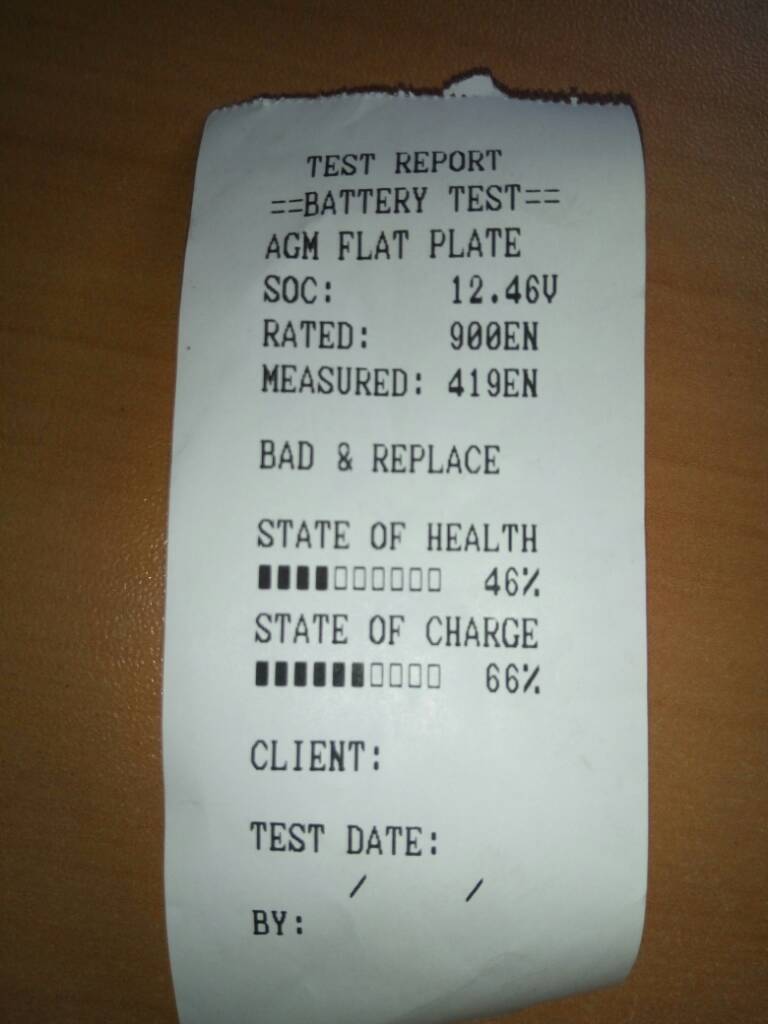 TEST REPORT
==BATTERY TEST==
AGM FLAT PLATE
SOC: 12.46V
RATED: 900EN
MEASURED: 419EN
BAD & REPLACE
STATE OF HEALTH
46%
STATE OF CHARGE
66%
CLIENT:
TEST DATE:
/ /
BY: